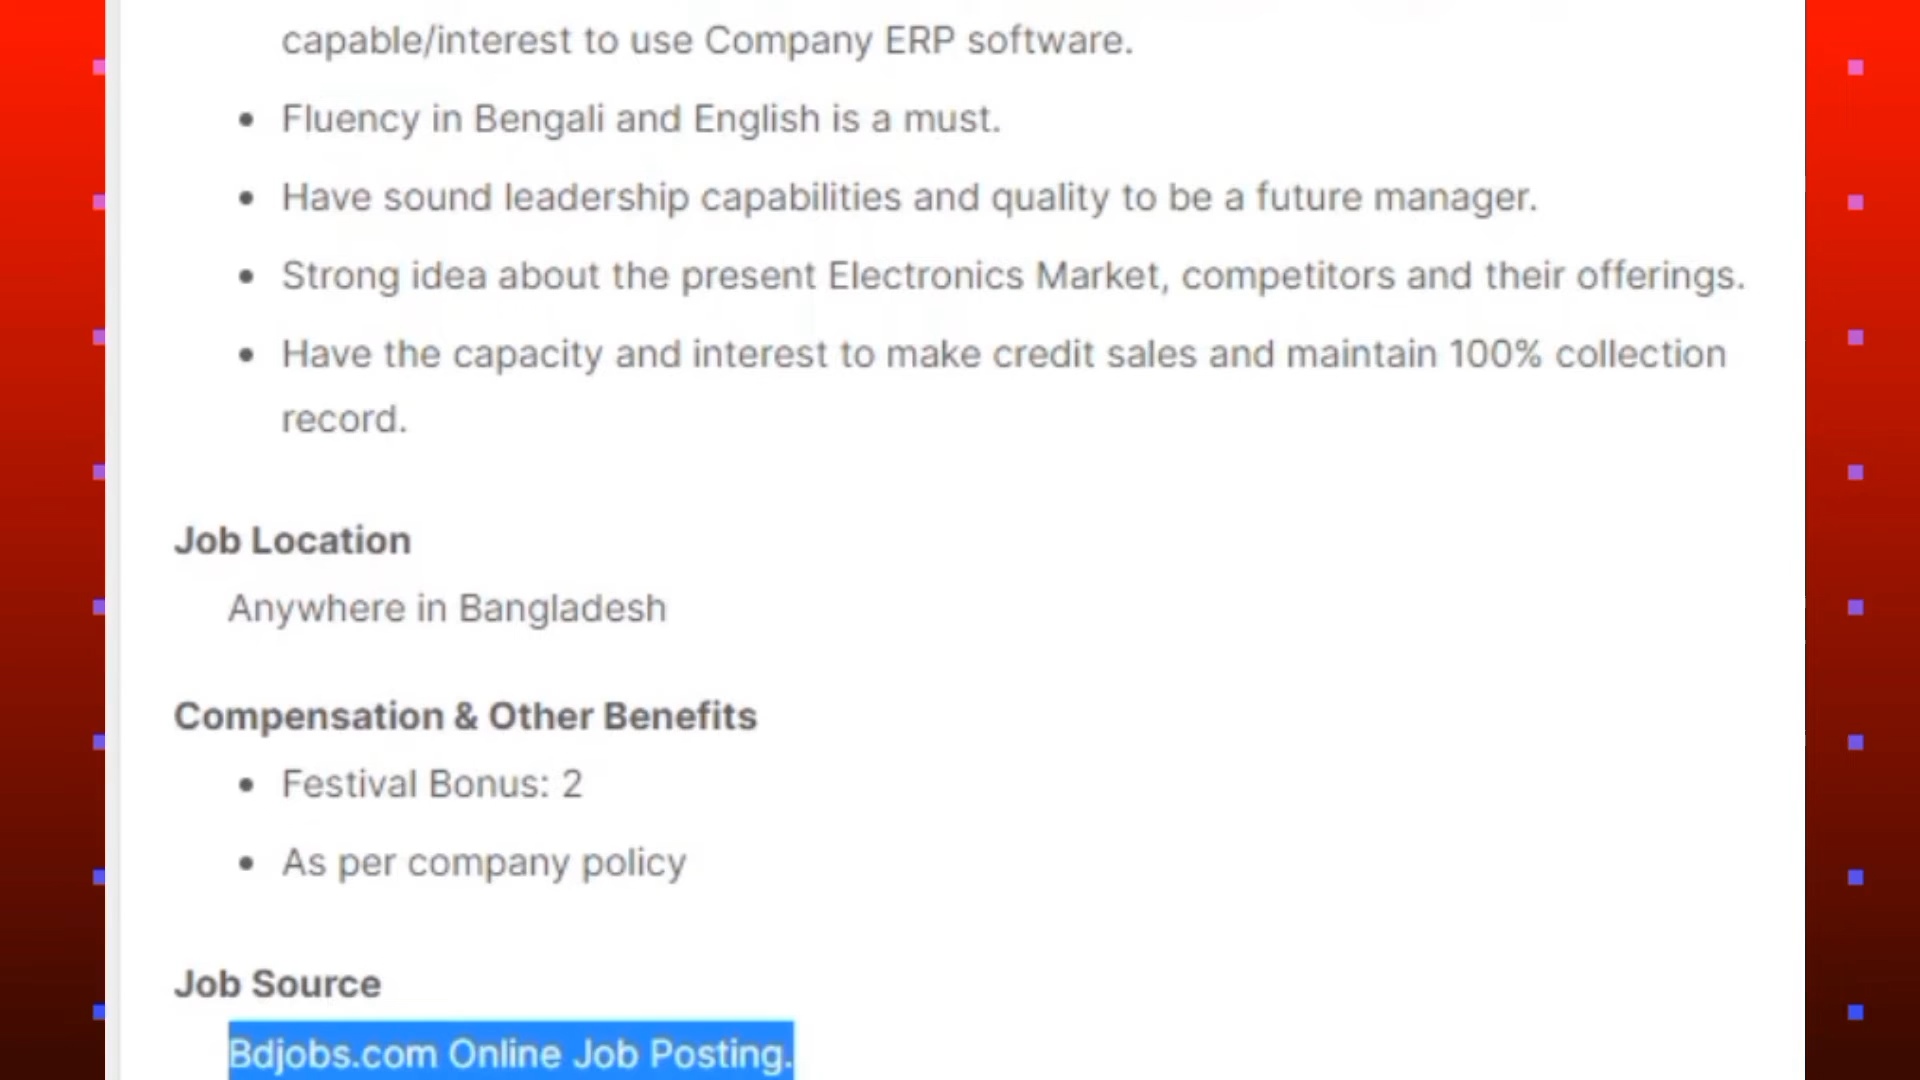 capable/interest to use Company ERP software.
• Fluency in Bengali and English is a must.
• Have sound leadership capabilities and quality to be a future manager.
• Strong idea about the present Electronics Market, competitors and their offerings.
• Have the capacity and interest to make credit sales and maintain 100% collection
record.
Job Location
Anywhere in Bangladesh
Compensation & Other Benefits
• Festival Bonus: 2
• As per company policy
Job Source
Bdjobs.com Online Job Posting.